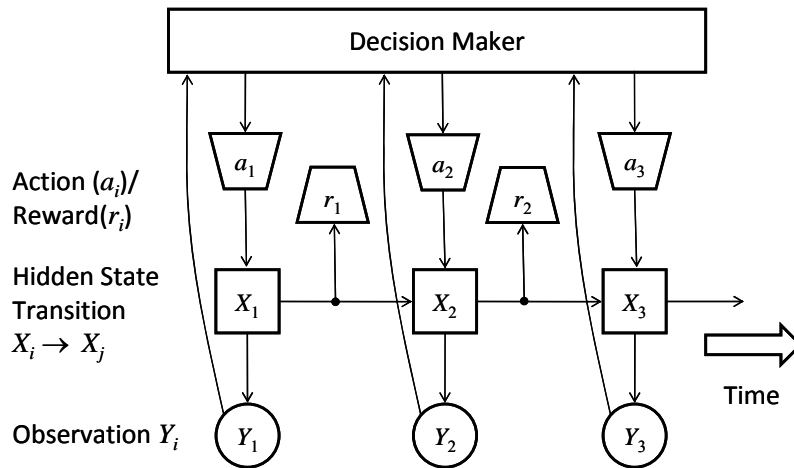 Decision Maker
a₁
a₂
a₃
Action (aᵢ)/
Reward(rᵢ)
r₁
r₂
Hidden State
Transition
Xᵢ → Xⱼ
X₁
X₂
X₃
Time
Observation Yᵢ
Y₁
Y₂
Y₃